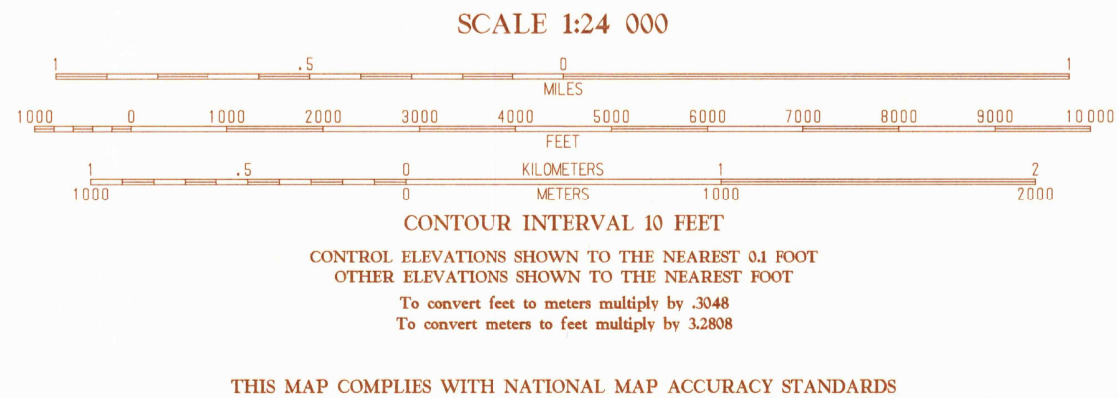 SCALE 1:24 000
1 .5 0 1
MILES
1000 0 1000 2000 3000 4000 5000 6000 7000 8000 9000 10 000
FEET
1 .5 0 KILOMETERS 1 2
1000 0 METERS 1000 2000
CONTOUR INTERVAL 10 FEET
CONTROL ELEVATIONS SHOWN TO THE NEAREST 0.1 FOOT
OTHER ELEVATIONS SHOWN TO THE NEAREST FOOT
To convert feet to meters multiply by .3048
To convert meters to feet multiply by 3.2808
THIS MAP COMPLIES WITH NATIONAL MAP ACCURACY STANDARDS